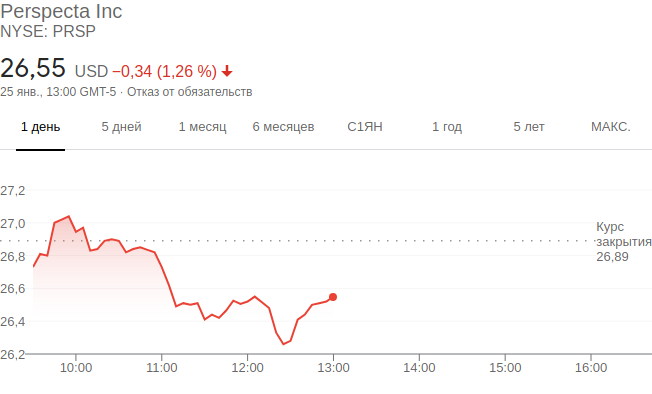 Perspecta Inc
NYSE: PRSP
26,55 USD −0,34 (1,26 %)
25 янв., 13:00 GMT-5 · Отказ от обязательств
1 день 5 дней 1 месяц 6 месяцев С1ЯН 1 год 5 лет МАКС.
27,2
27,0
Курс
закрытия
26,89
26,8
26,6
26,4
26,2
10:00 11:00 12:00 13:00 14:00 15:00 16:00